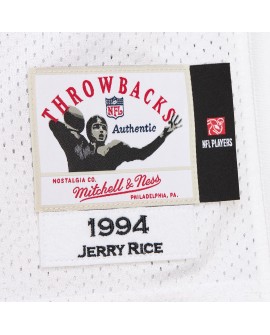 THROWBACKS
NFL
Authentic
NFL PLAYERS
NOSTALGIA CO.
Mitchell & Ness
PHILADELPHIA, PA.
1994
JERRY RICE